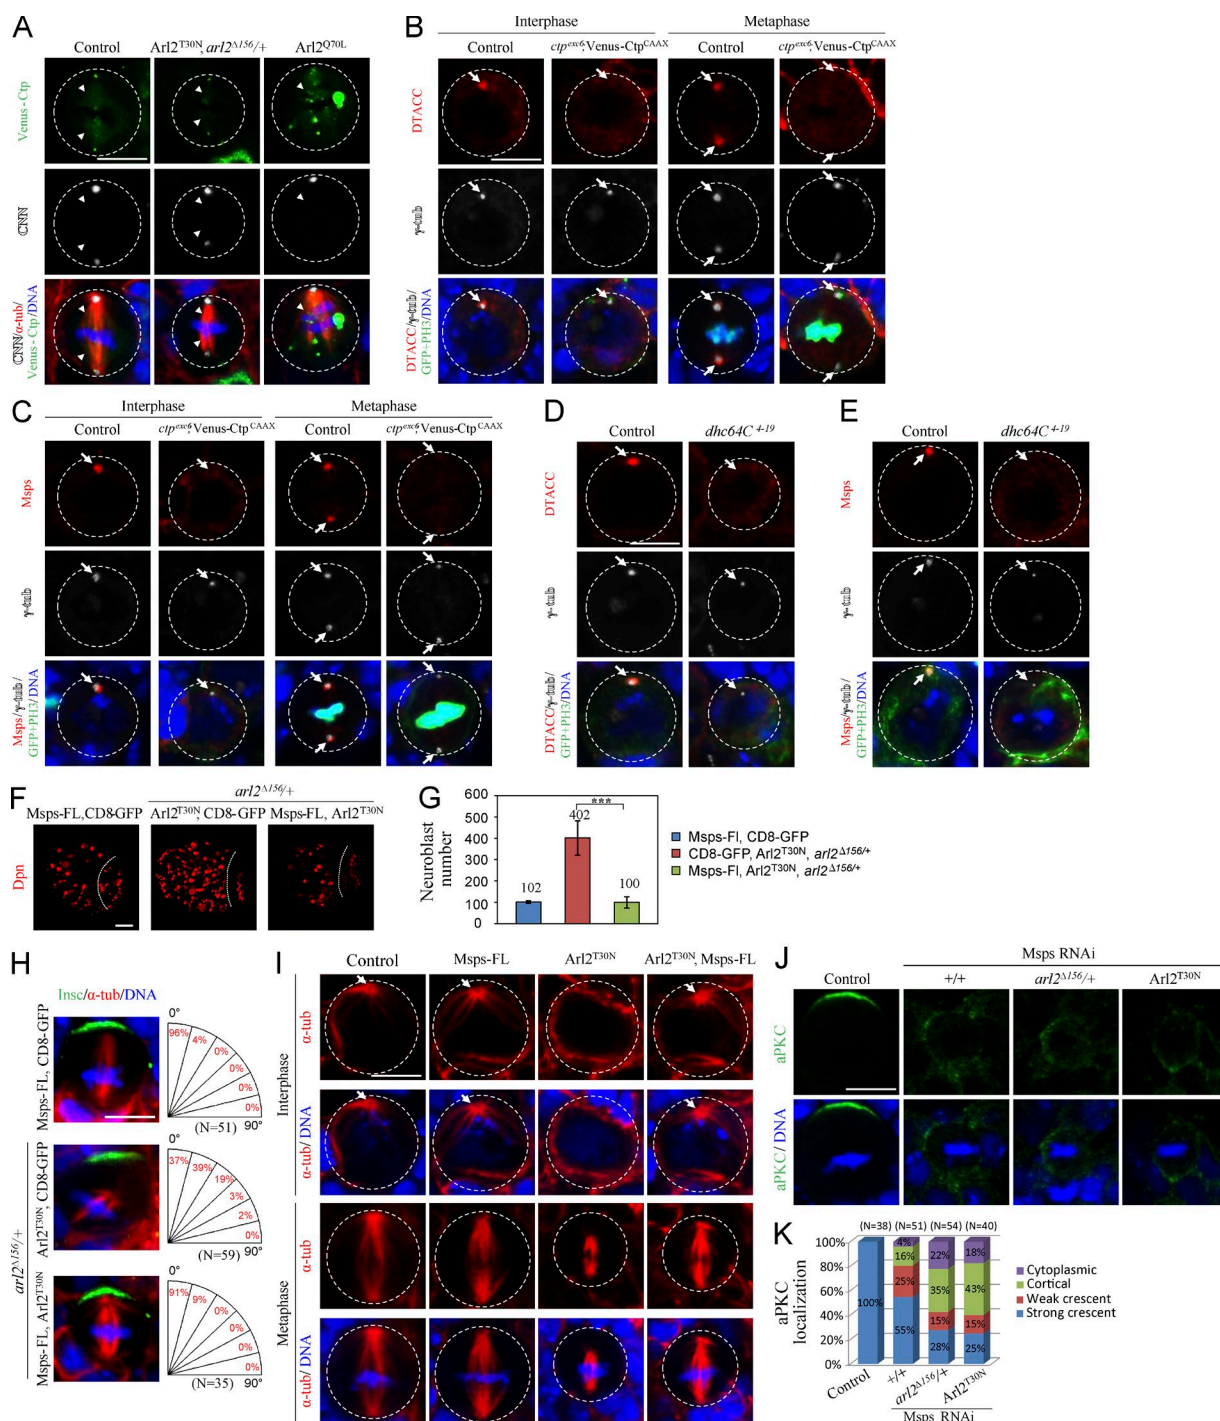 A
Control
Arl2T30N, arl2Δ156/+
Arl2Q70L
Venus-Ctp
CNN
CNN/α-tub/
Venus-Ctp/DNA
B
Interphase
Metaphase
Control
ctpexc6;Venus-CtpCAAX
Control
ctpexc6;Venus-CtpCAAX
DTACC
γ-tub
DTACC/γ-tub/
GFP+PH3/DNA
C
Interphase
Metaphase
Control
ctpexc6;Venus-CtpCAAX
Control
ctpexc6;Venus-CtpCAAX
Msps
γ-tub
Msps/γ-tub/
GFP+PH3/DNA
D
Control
dhc64C4-19
DTACC
γ-tub
DTACC/γ-tub/
GFP+PH3/DNA
E
Control
dhc64C4-19
Msps
γ-tub
Msps/γ-tub/
GFP+PH3/DNA
F
arl2Δ156/+
Msps-FL,CD8-GFP
Arl2T30N, CD8-GFP
Msps-FL, Arl2T30N
Dpn
G
Neuroblast
number
600
500
400
300
200
100
0
102
402
100
***
Msps-Fl, CD8-GFP
CD8-GFP, Arl2T30N, arl2Δ156/+
Msps-Fl, Arl2T30N, arl2Δ156/+
H
Insc/α-tub/DNA
Msps-FL, CD8-GFP
0°
96%
4%
0%
0%
0%
0%
(N=51)
90°
arl2Δ156/+
Arl2T30N, CD8-GFP
0°
37%
39%
19%
3%
2%
0%
(N=59)
90°
Msps-FL, Arl2T30N
0°
91%
9%
0%
0%
0%
0%
(N=35)
90°
I
Control
Msps-FL
Arl2T30N
Arl2T30N, Msps-FL
Interphase
α-tub
α-tub/DNA
Metaphase
α-tub
α-tub/DNA
J
Msps RNAi
Control
+/+
arl2Δ156/+
Arl2T30N
aPKC
aPKC/DNA
K
aPKC
localization
100%
80%
60%
40%
20%
0%
(N=38)
(N=51)
(N=54)
(N=40)
100%
4%
16%
25%
55%
22%
35%
15%
28%
18%
43%
15%
25%
Cytoplasmic
Cortical
Weak crescent
Strong crescent
Control
+/+
arl2Δ156/+
Arl2T30N
Msps RNAi